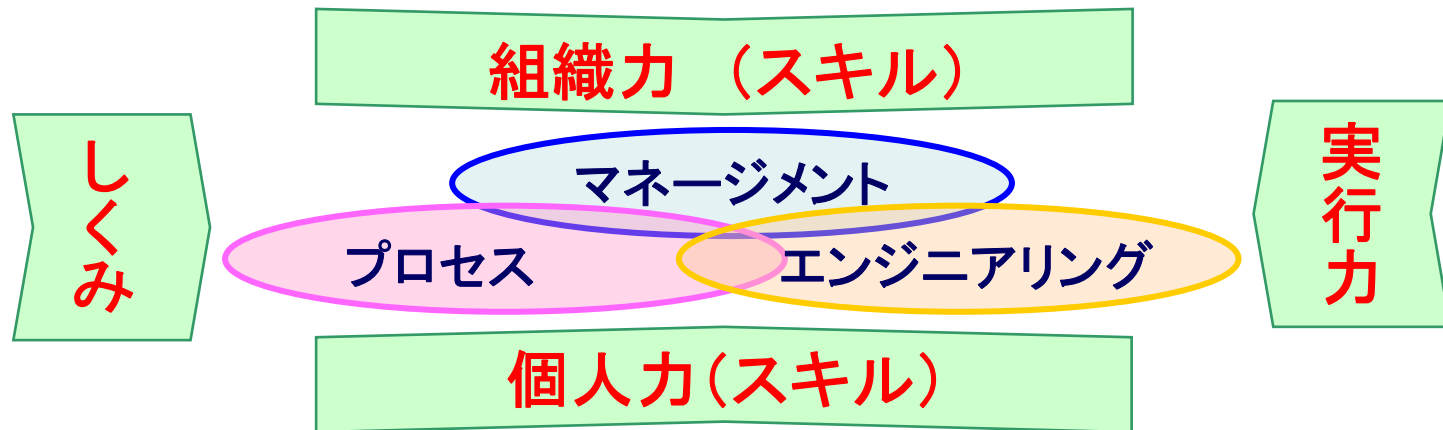 組織力 （スキル）
しくみ
マネージメント
実行力
プロセス
エンジニアリング
個人力（スキル）